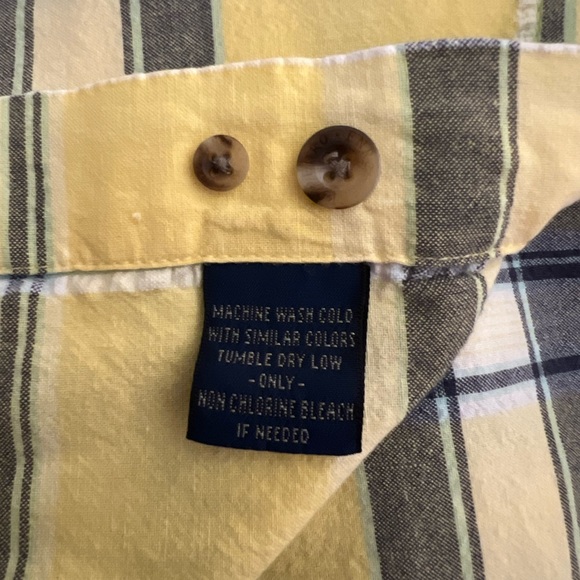 MACHINE WASH COLD
WITH SIMILAR COLORS
TUMBLE DRY LOW
- ONLY -
NON CHLORINE BLEACH
IF NEEDED